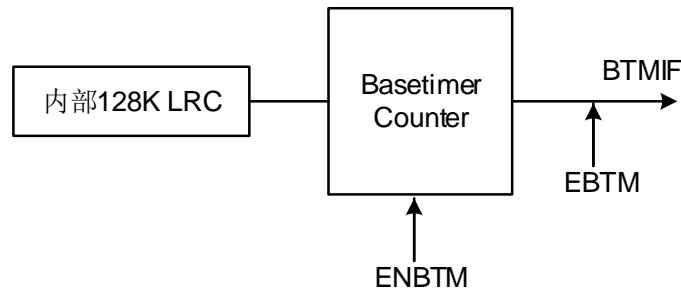 内部128K LRC
Basetimer
Counter
BTMIF
EBTM
ENBTM